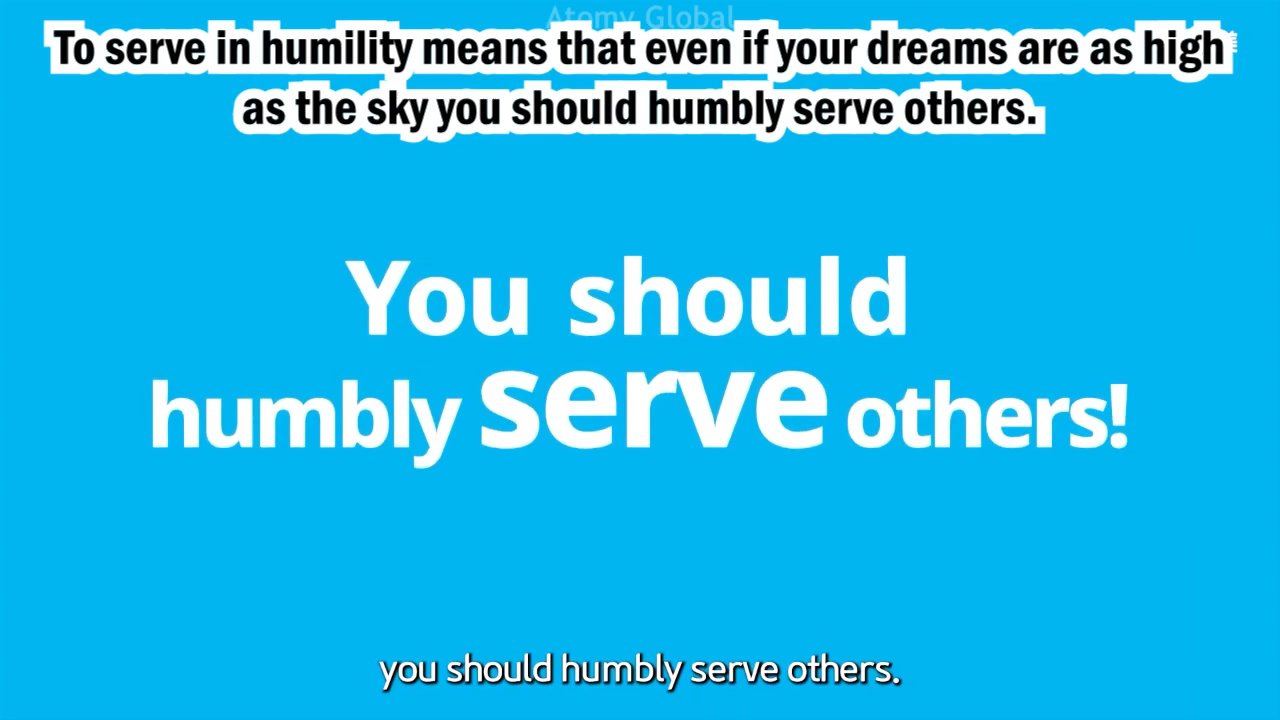 Atomy Global
To serve in humility means that even if your dreams are as high
as the sky you should humbly serve others.
You should
humbly serve others!
you should humbly serve others.